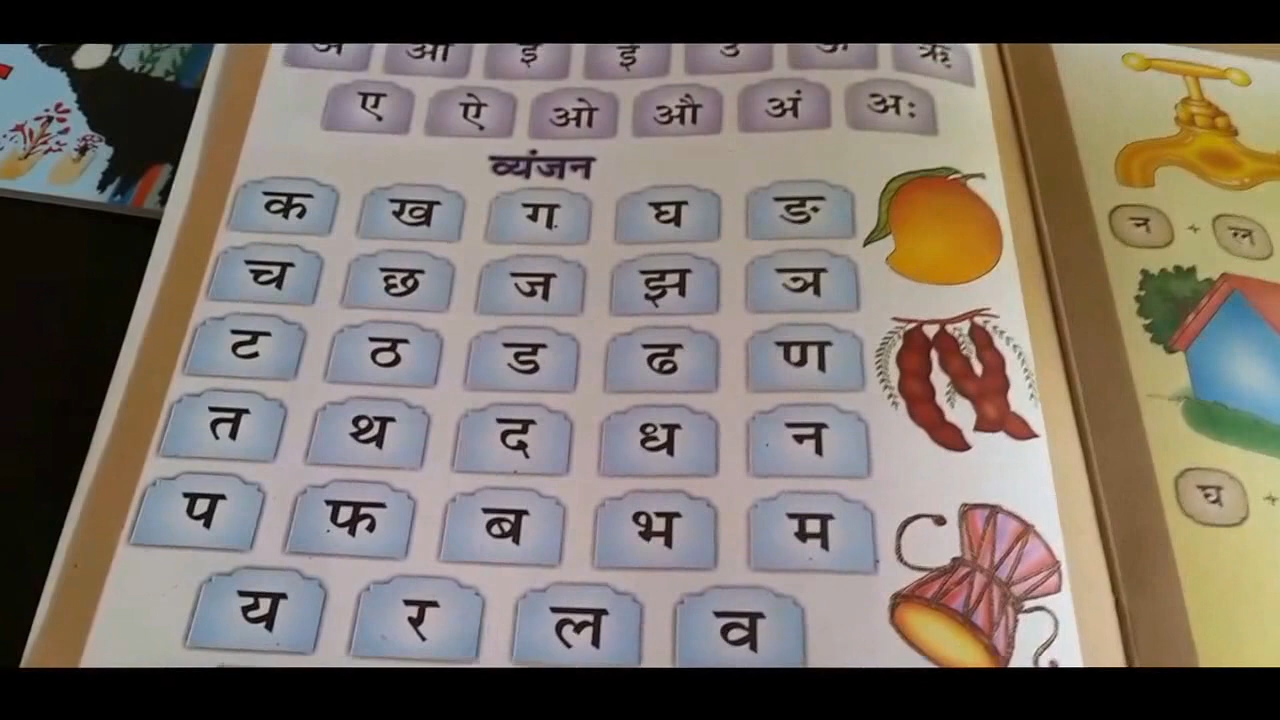 अ आ इ ई उ ऊ ऋ
ए ऐ ओ औ अं अः
व्यंजन
क ख ग घ ङ
च छ ज झ ञ
ट ठ ड ढ ण
त थ द ध न
प फ ब भ म
य र ल व
न + ल
घ +